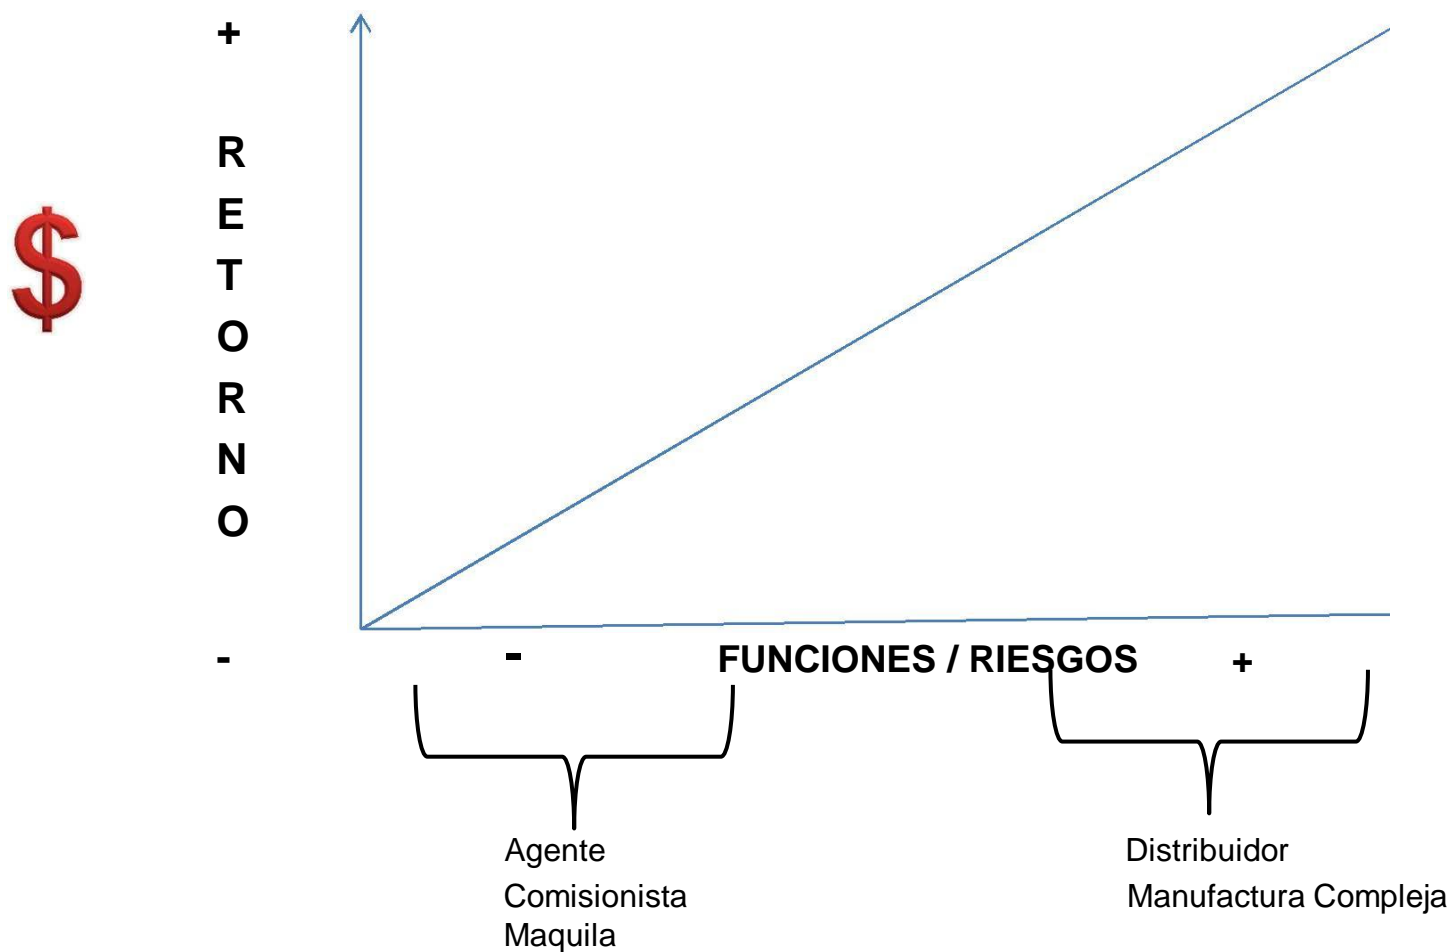 +
R
E
T
O
R
N
O
$
- - FUNCIONES / RIESGOS +
Agente
Comisionista
Maquila
Distribuidor
Manufactura Compleja